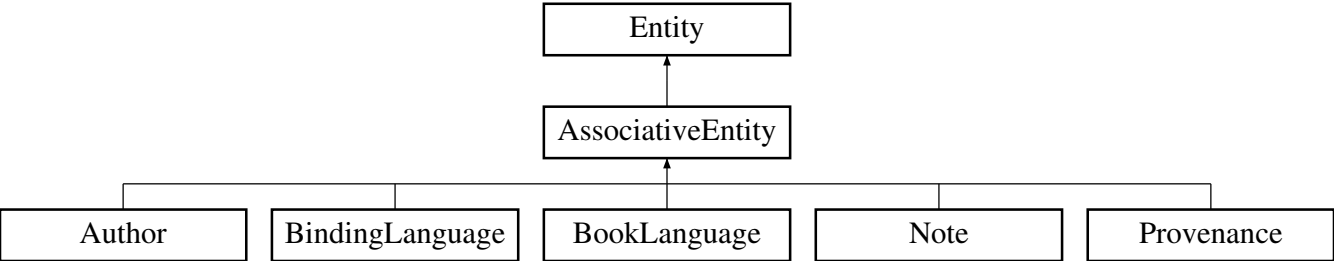 Entity
AssociativeEntity
Author BindingLanguage BookLanguage Note Provenance